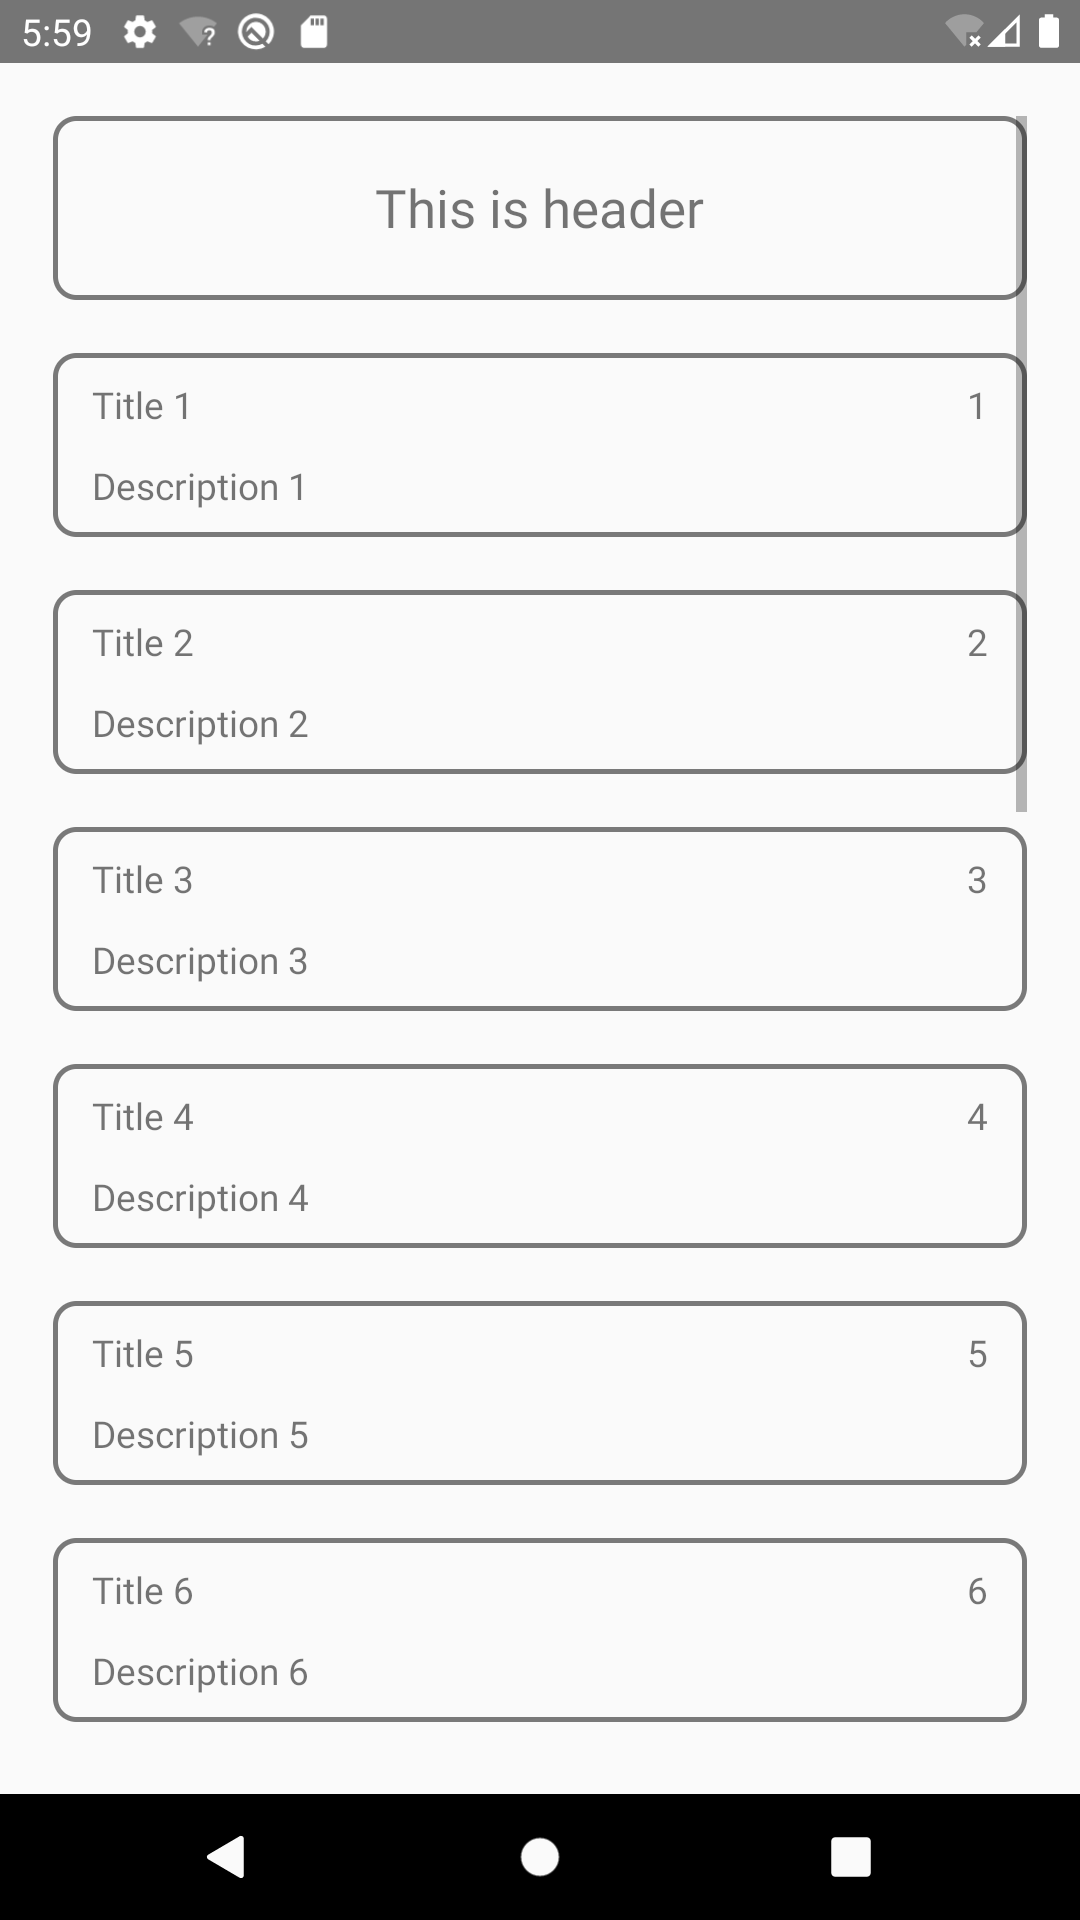 5:59
This is header
Title 1 1
Description 1
Title 2 2
Description 2
Title 3 3
Description 3
Title 4 4
Description 4
Title 5 5
Description 5
Title 6 6
Description 6